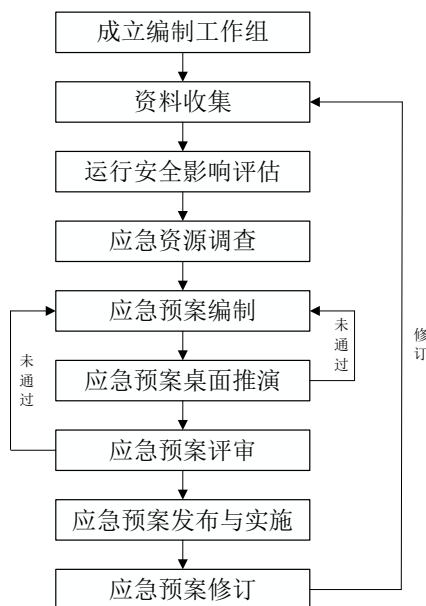 成立编制工作组
资料收集
运行安全影响评估
应急资源调查
应急预案编制
未通过
未通过
修订
应急预案桌面推演
应急预案评审
应急预案发布与实施
应急预案修订